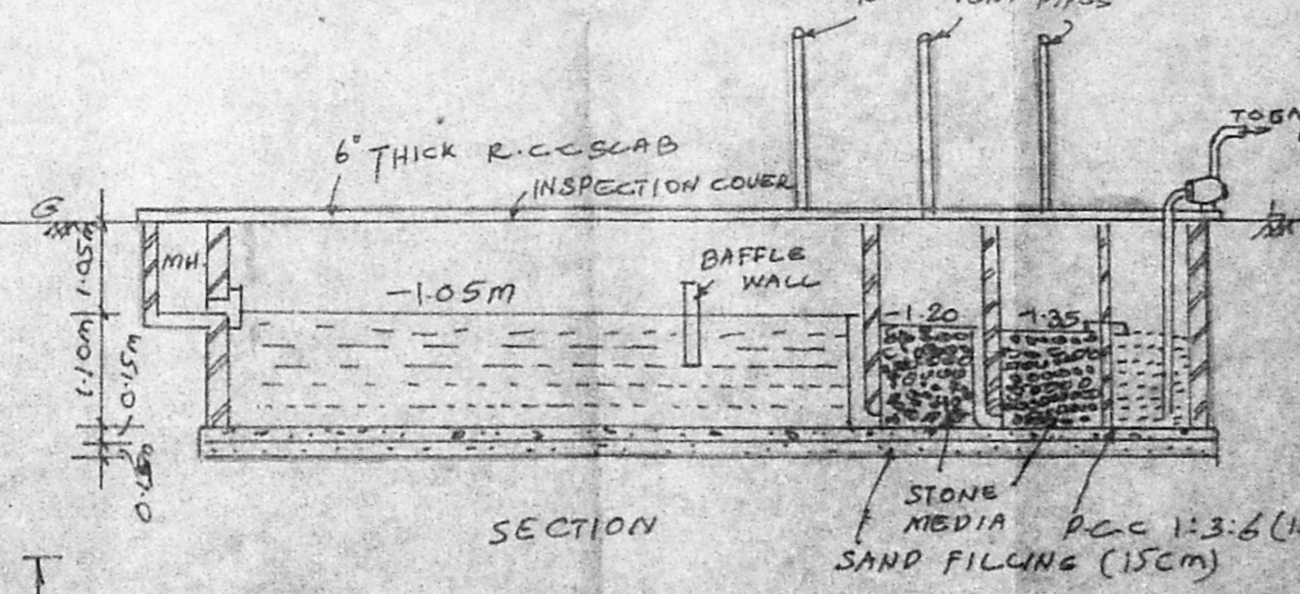 6" THICK R.C.C SLAB
INSPECTION COVER
G
MH
BAFFLE
WALL
-1.05m
-1.20
-1.35
1.05m
1.10m
0.15m
STONE
MEDIA
P.C.C 1:3:6
SECTION
SAND FILLING (15cm)